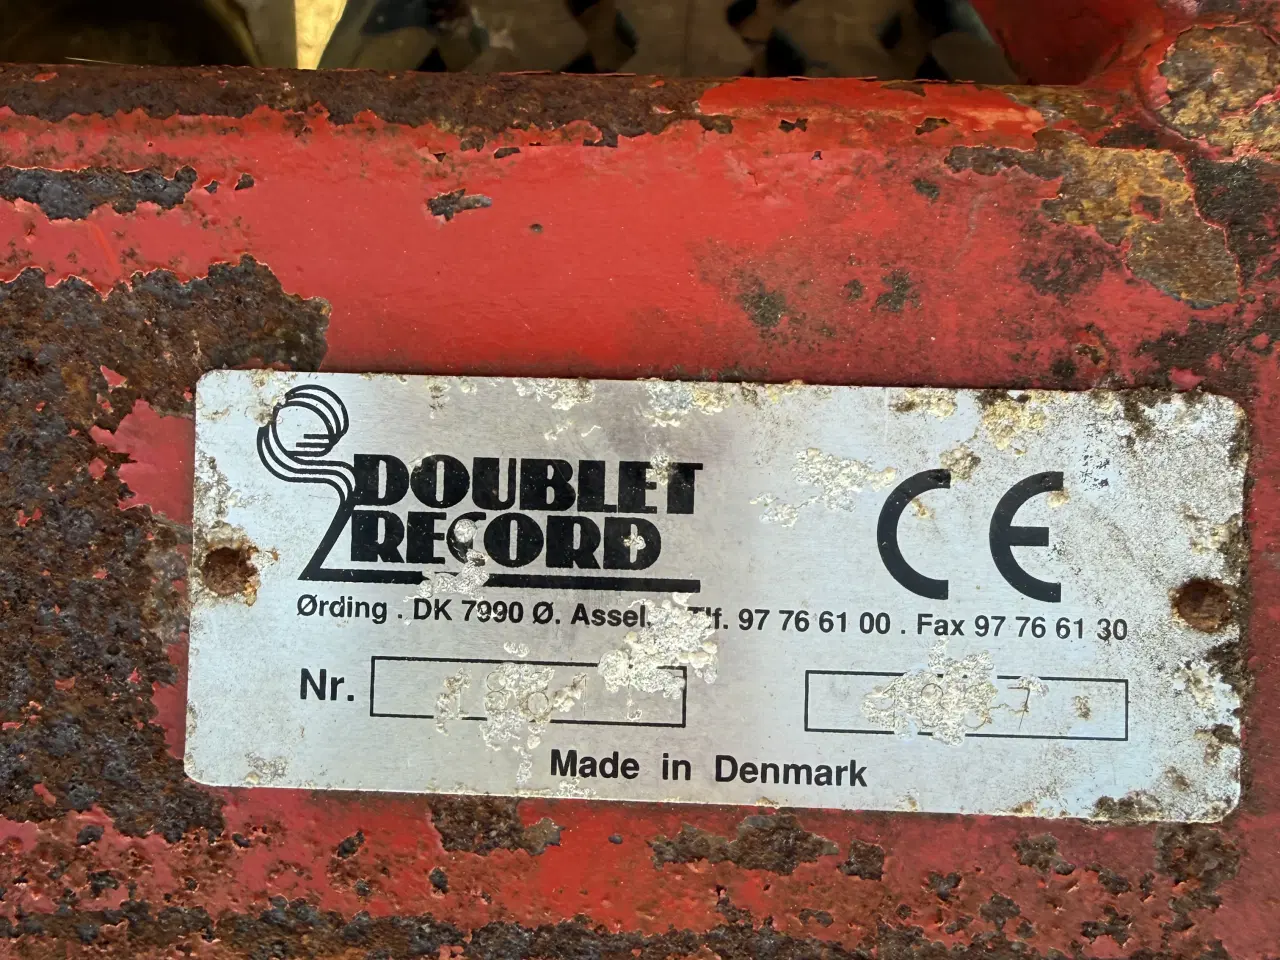 DOUBLET
RECORD
CE
Ørding . DK 7990 Ø. Assel. Tlf. 97 76 61 00 . Fax 97 76 61 30
Nr.
Made in Denmark